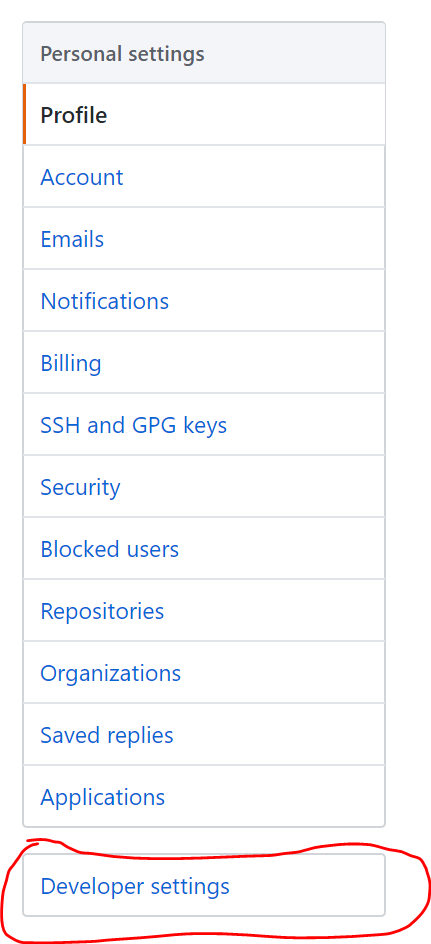 Personal settings
Profile
Account
Emails
Notifications
Billing
SSH and GPG keys
Security
Blocked users
Repositories
Organizations
Saved replies
Applications
Developer settings